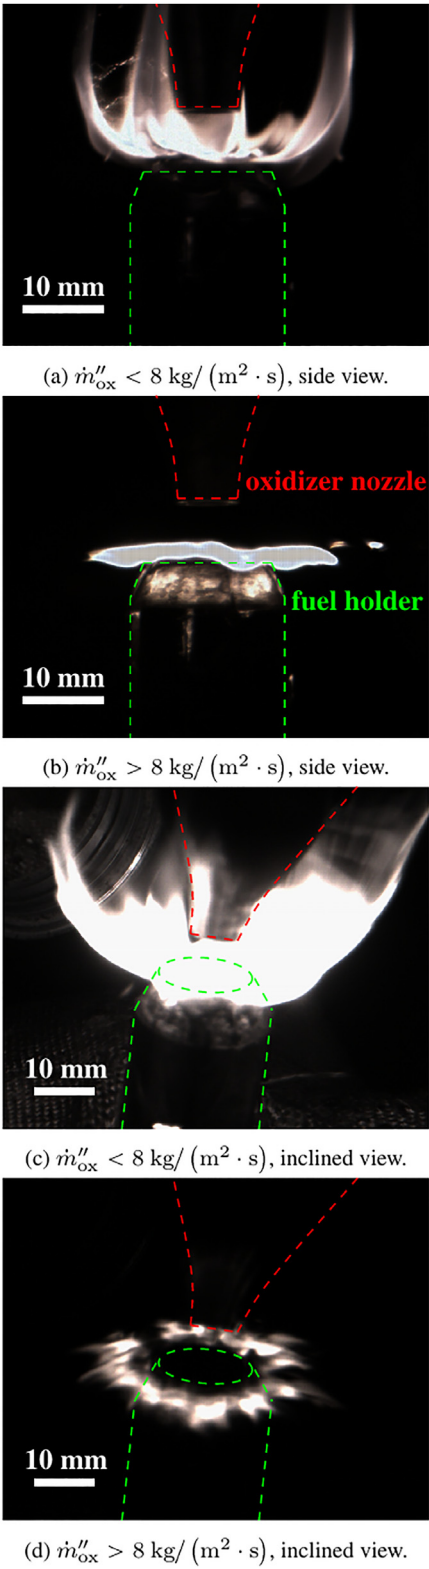 10 mm
(a) ṁ″ox < 8 kg/ (m² · s), side view.
oxidizer nozzle
fuel holder
10 mm
(b) ṁ″ox > 8 kg/ (m² · s), side view.
10 mm
(c) ṁ″ox < 8 kg/ (m² · s), inclined view.
10 mm
(d) ṁ″ox > 8 kg/ (m² · s), inclined view.